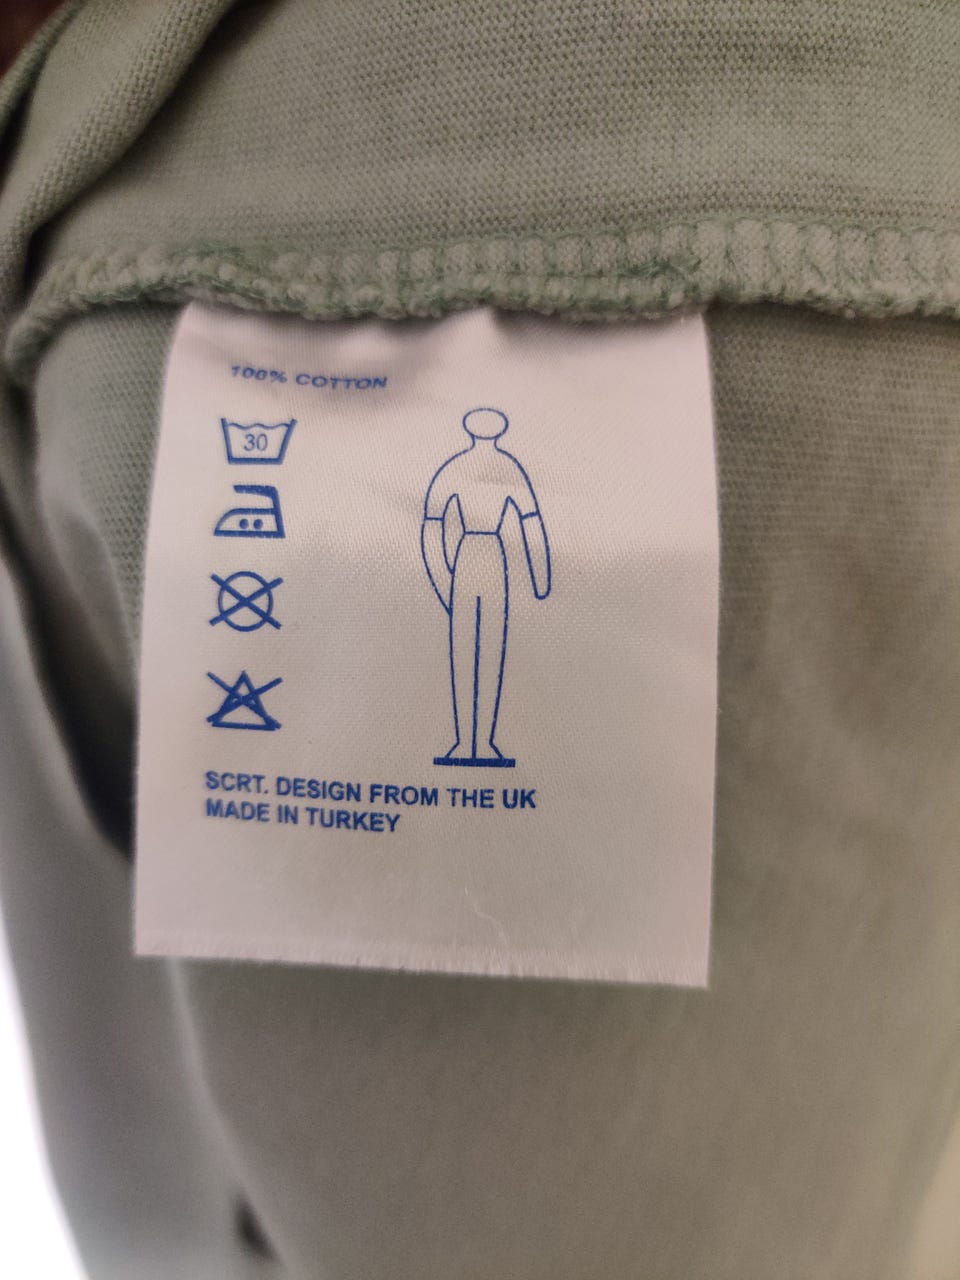 100% COTTON
30
SCRT. DESIGN FROM THE UK
MADE IN TURKEY